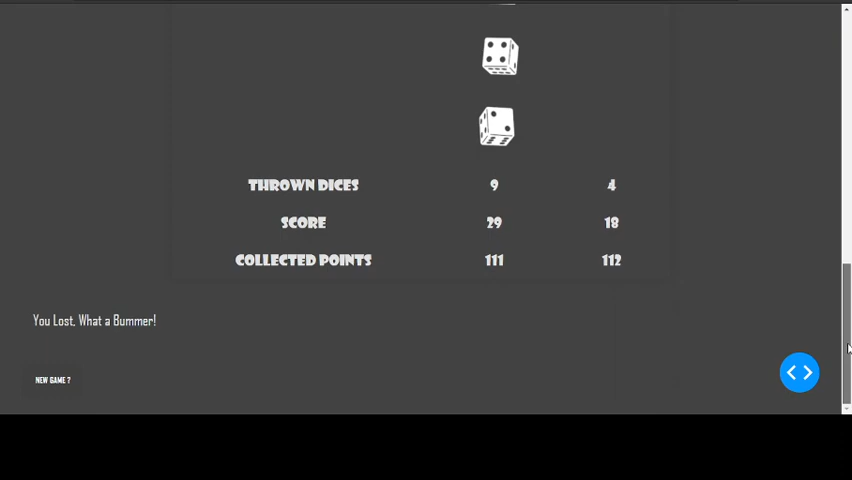 THROWN DICES 9 4
SCORE 29 18
COLLECTED POINTS 111 112
You Lost, What a Bummer!
NEW GAME ?